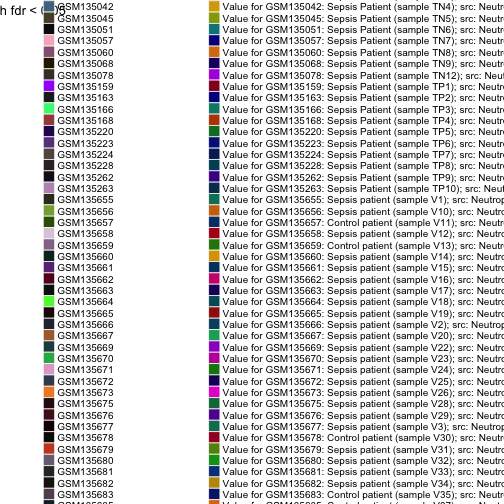 h fdr < 0.05
GSM135042 Value for GSM135042: Sepsis Patient (sample TN4); src: Neutr
GSM135045 Value for GSM135045: Sepsis Patient (sample TN5); src: Neutr
GSM135051 Value for GSM135051: Sepsis Patient (sample TN6); src: Neutr
GSM135057 Value for GSM135057: Sepsis Patient (sample TN7); src: Neutr
GSM135060 Value for GSM135060: Sepsis Patient (sample TN8); src: Neutr
GSM135068 Value for GSM135068: Sepsis Patient (sample TN9); src: Neutr
GSM135078 Value for GSM135078: Sepsis Patient (sample TN12); src: Neu
GSM135159 Value for GSM135159: Sepsis Patient (sample TP1); src: Neutr
GSM135163 Value for GSM135163: Sepsis Patient (sample TP2); src: Neutr
GSM135166 Value for GSM135166: Sepsis Patient (sample TP3); src: Neutr
GSM135168 Value for GSM135168: Sepsis Patient (sample TP4); src: Neutr
GSM135220 Value for GSM135220: Sepsis Patient (sample TP5); src: Neutr
GSM135223 Value for GSM135223: Sepsis Patient (sample TP6); src: Neutr
GSM135224 Value for GSM135224: Sepsis Patient (sample TP7); src: Neutr
GSM135228 Value for GSM135228: Sepsis Patient (sample TP8); src: Neutr
GSM135262 Value for GSM135262: Sepsis Patient (sample TP9); src: Neutr
GSM135263 Value for GSM135263: Sepsis Patient (sample TP10); src: Neu
GSM135655 Value for GSM135655: Sepsis patient (sample V1); src: Neutrop
GSM135656 Value for GSM135656: Sepsis patient (sample V10); src: Neutro
GSM135657 Value for GSM135657: Control patient (sample V11); src: Neutr
GSM135658 Value for GSM135658: Sepsis patient (sample V12); src: Neutro
GSM135659 Value for GSM135659: Control patient (sample V13); src: Neutr
GSM135660 Value for GSM135660: Sepsis patient (sample V14); src: Neutro
GSM135661 Value for GSM135661: Sepsis patient (sample V15); src: Neutro
GSM135662 Value for GSM135662: Sepsis patient (sample V16); src: Neutro
GSM135663 Value for GSM135663: Sepsis patient (sample V17); src: Neutro
GSM135664 Value for GSM135664: Sepsis patient (sample V18); src: Neutro
GSM135665 Value for GSM135665: Sepsis patient (sample V19); src: Neutro
GSM135666 Value for GSM135666: Sepsis patient (sample V2); src: Neutrop
GSM135667 Value for GSM135667: Sepsis patient (sample V20); src: Neutro
GSM135669 Value for GSM135669: Sepsis patient (sample V22); src: Neutro
GSM135670 Value for GSM135670: Sepsis patient (sample V23); src: Neutro
GSM135671 Value for GSM135671: Sepsis patient (sample V24); src: Neutro
GSM135672 Value for GSM135672: Sepsis patient (sample V25); src: Neutro
GSM135673 Value for GSM135673: Sepsis patient (sample V26); src: Neutro
GSM135675 Value for GSM135675: Sepsis patient (sample V28); src: Neutro
GSM135676 Value for GSM135676: Sepsis patient (sample V29); src: Neutro
GSM135677 Value for GSM135677: Sepsis patient (sample V3); src: Neutrop
GSM135678 Value for GSM135678: Control patient (sample V30); src: Neutr
GSM135679 Value for GSM135679: Sepsis patient (sample V31); src: Neutro
GSM135680 Value for GSM135680: Sepsis patient (sample V32); src: Neutro
GSM135681 Value for GSM135681: Sepsis patient (sample V33); src: Neutro
GSM135682 Value for GSM135682: Sepsis patient (sample V34); src: Neutro
GSM135683 Value for GSM135683: Control patient (sample V35); src: Neutr